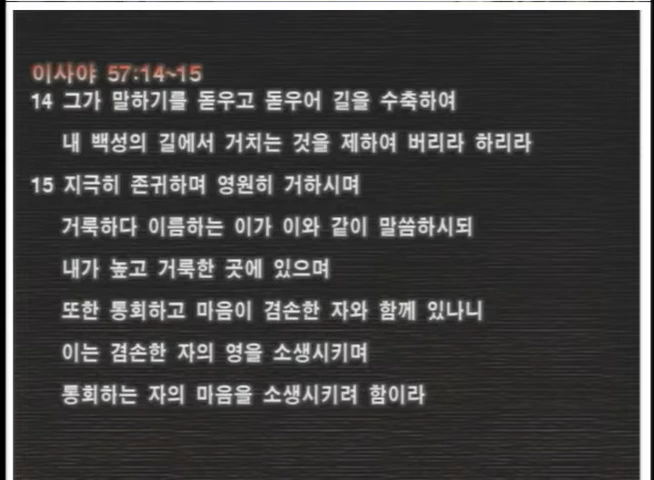 이사야 57:14~15
14 그가 말하기를 돋우고 돋우어 길을 수축하여
내 백성의 길에서 거치는 것을 제하여 버리라 하리라
15 지극히 존귀하며 영원히 거하시며
거룩하다 이름하는 이가 이와 같이 말씀하시되
내가 높고 거룩한 곳에 있으며
또한 통회하고 마음이 겸손한 자와 함께 있나니
이는 겸손한 자의 영을 소생시키며
통회하는 자의 마음을 소생시키려 함이라